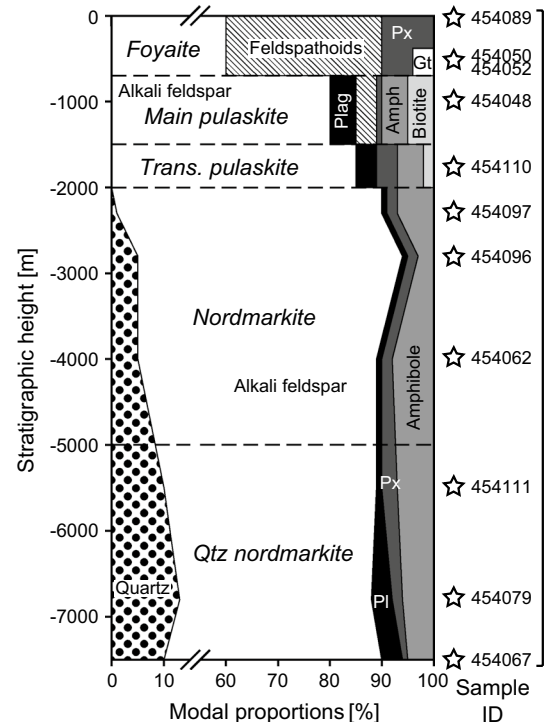 0
Foyaite
Feldspathoids
Px
454089
454050
454052
Gt
-1000
Alkali feldspar
Main pulaskite
Plag
Amph
Biotite
454048
Trans. pulaskite
454110
-2000
454097
-3000
454096
Nordmarkite
-4000
Alkali feldspar
Amphibole
454062
-5000
Px
454111
-6000
Qtz nordmarkite
Quartz
Pl
454079
-7000
454067
Stratigraphic height [m]
0 10 60 70 80 90 100
Modal proportions [%]
Sample
ID